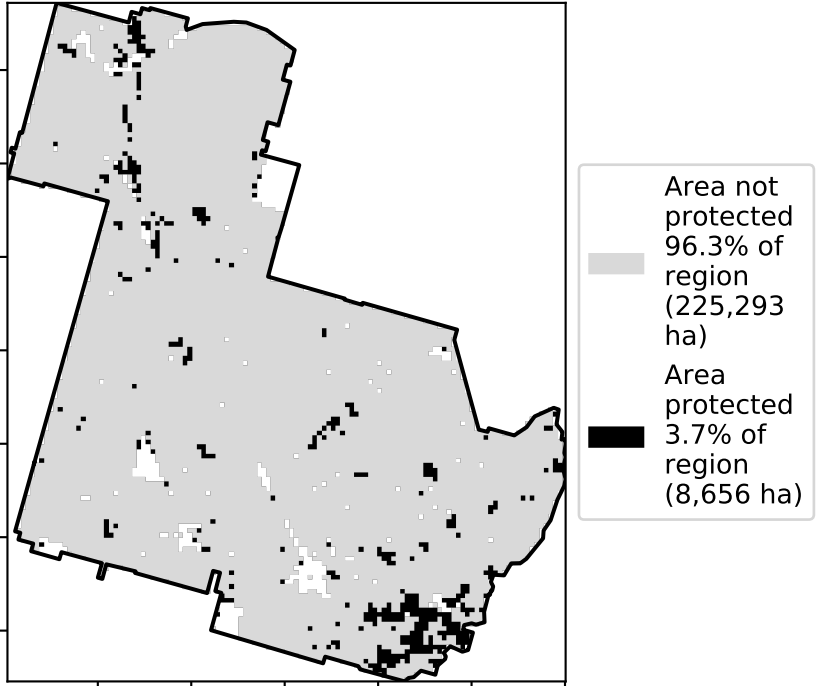 Area not
protected
96.3% of
region
(225,293
ha)
Area
protected
3.7% of
region
(8,656 ha)